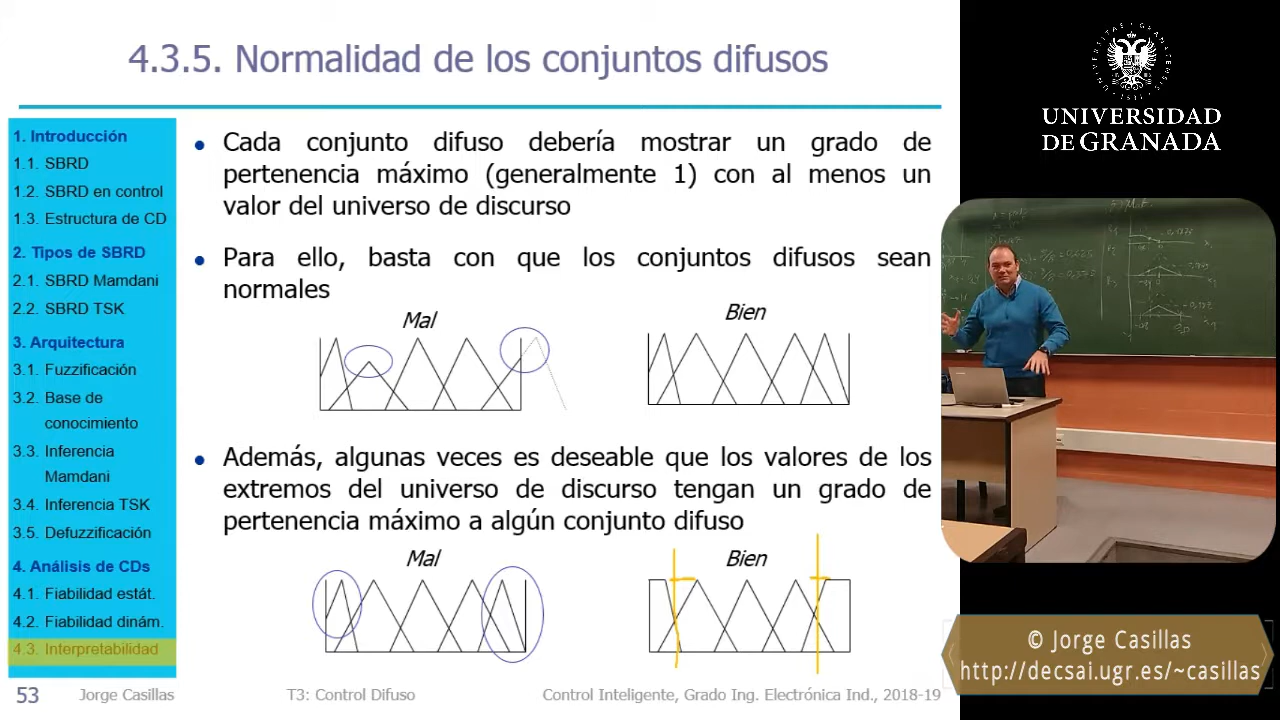 4.3.5. Normalidad de los conjuntos difusos
1. Introducción
1.1. SBRD
1.2. SBRD en control
1.3. Estructura de CD
2. Tipos de SBRD
2.1. SBRD Mamdani
2.2. SBRD TSK
3. Arquitectura
3.1. Fuzzificación
3.2. Base de
conocimiento
3.3. Inferencia
Mamdani
3.4. Inferencia TSK
3.5. Defuzzificación
4. Análisis de CDs
4.1. Fiabilidad estát.
4.2. Fiabilidad dinám.
4.3. Interpretabilidad
• Cada conjunto difuso debería mostrar un grado de
pertenencia máximo (generalmente 1) con al menos un
valor del universo de discurso
• Para ello, basta con que los conjuntos difusos sean
normales
Mal
Bien
• Además, algunas veces es deseable que los valores de los
extremos del universo de discurso tengan un grado de
pertenencia máximo a algún conjunto difuso
Mal
Bien
53
Jorge Casillas
T3: Control Difuso
Control Inteligente, Grado Ing. Electrónica Ind., 2018-19
UNIVERSIDAD
DE GRANADA
© Jorge Casillas
http://decsai.ugr.es/~casillas